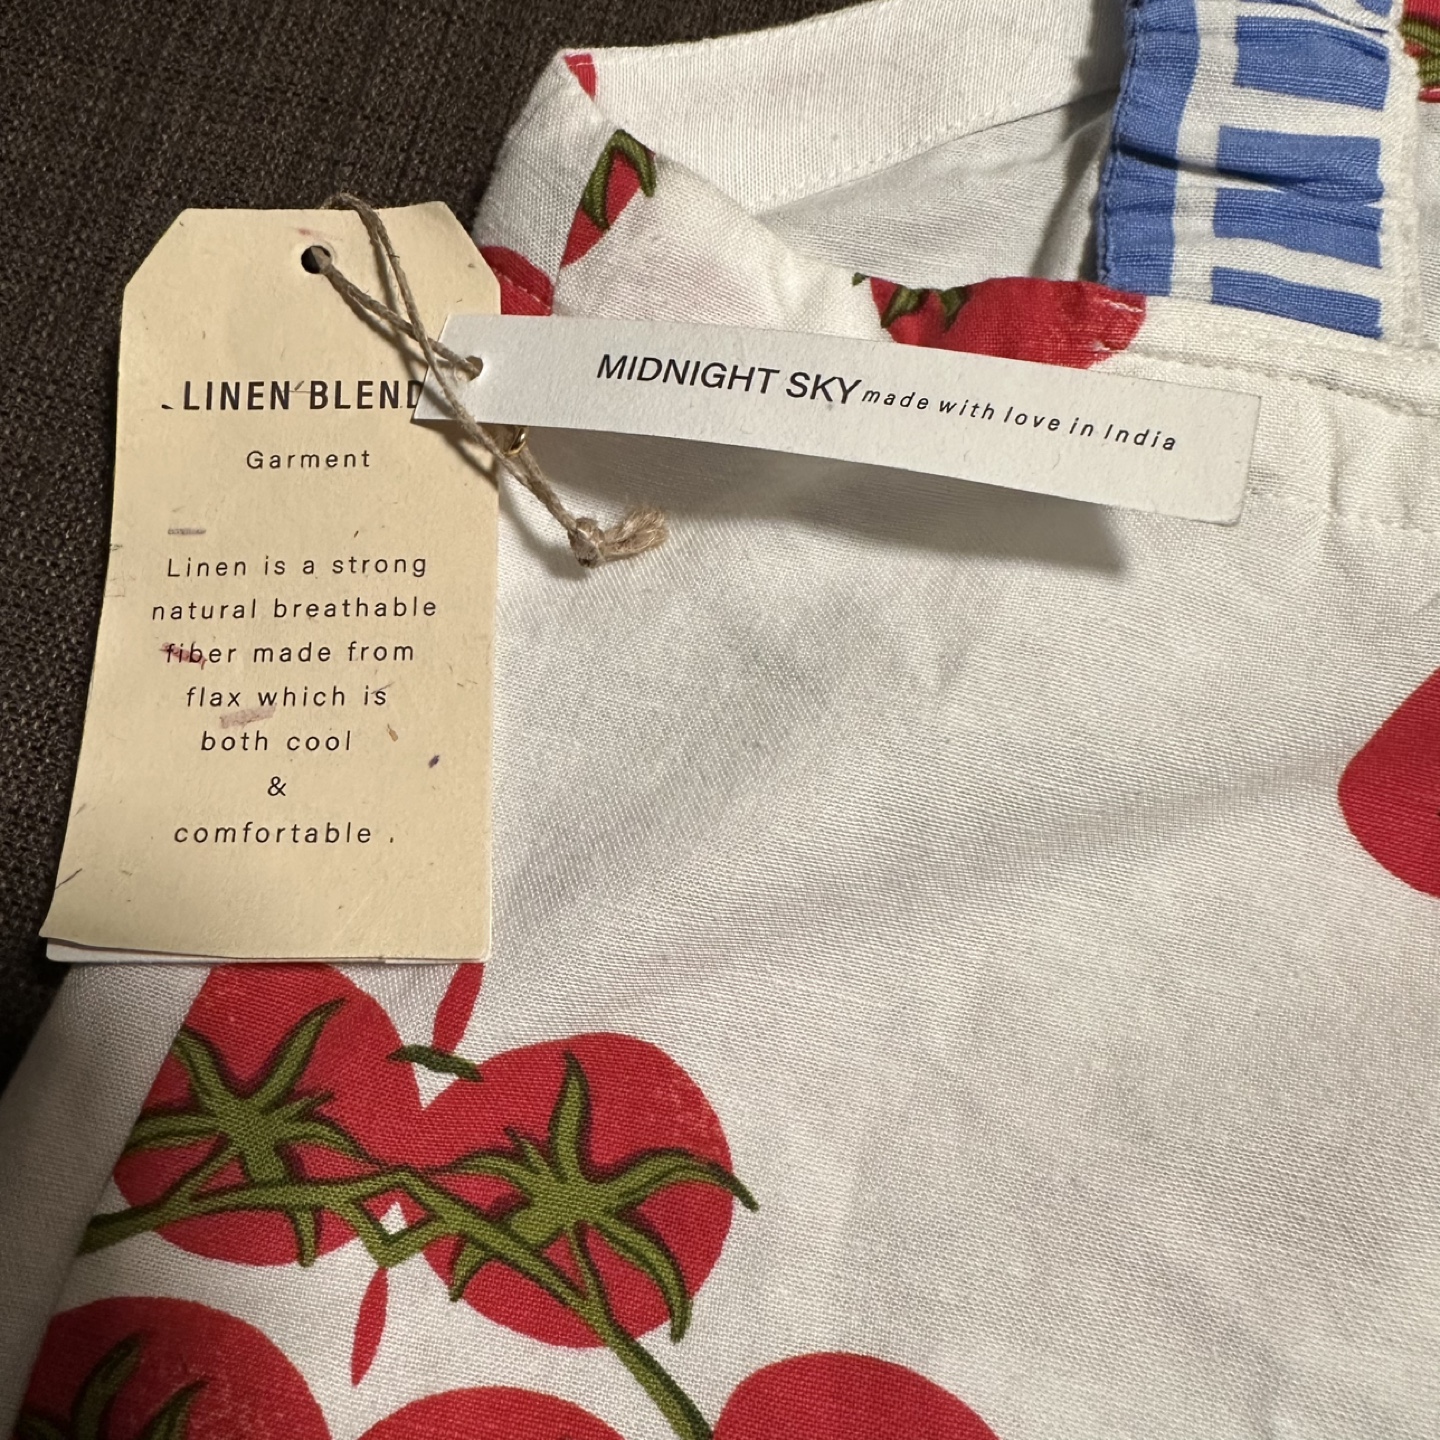 LINEN BLEND
Garment
Linen is a strong
natural breathable
fiber made from
flax which is
both cool
&
comfortable .
MIDNIGHT SKY made with love in India